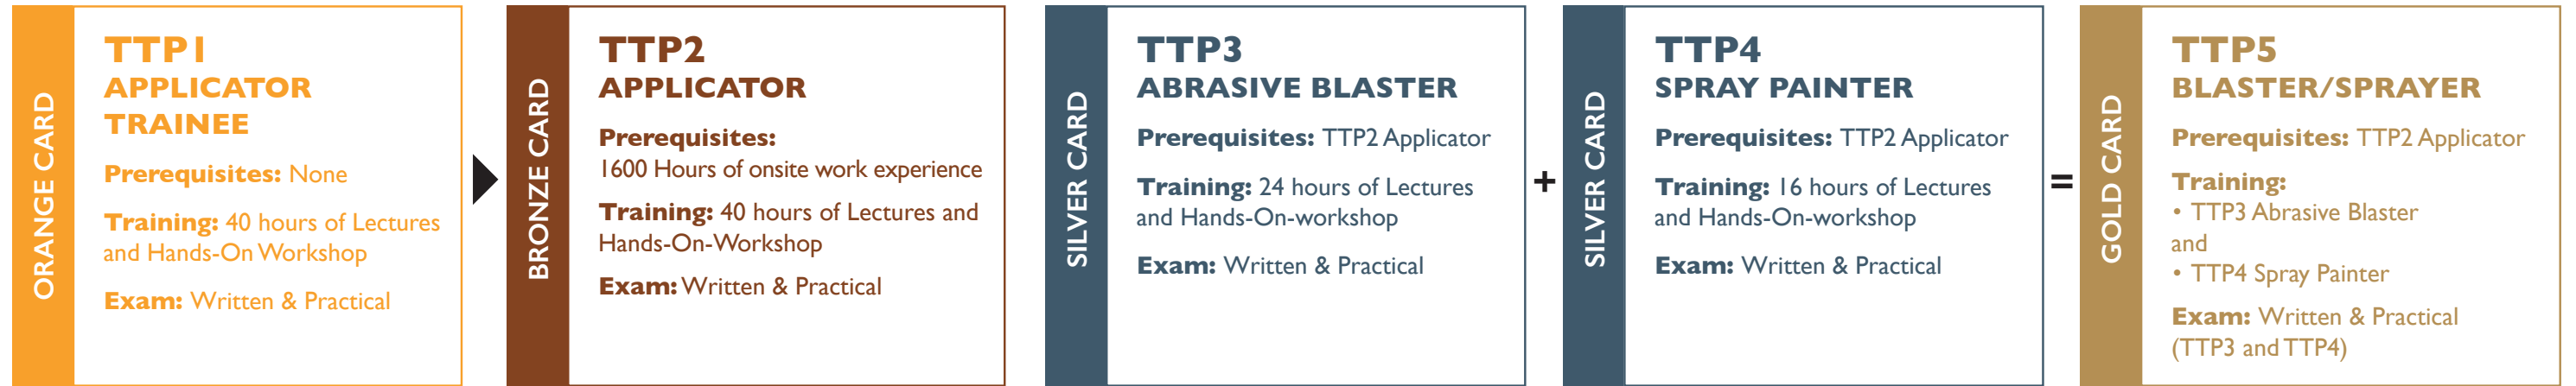 ORANGE CARD
TTP1
APPLICATOR
TRAINEE
Prerequisites: None
Training: 40 hours of Lectures
and Hands-On Workshop
Exam: Written & Practical
BRONZE CARD
TTP2
APPLICATOR
Prerequisites:
1600 Hours of onsite work experience
Training: 40 hours of Lectures and
Hands-On-Workshop
Exam: Written & Practical
SILVER CARD
TTP3
ABRASIVE BLASTER
Prerequisites: TTP2 Applicator
Training: 24 hours of Lectures
and Hands-On-workshop
Exam: Written & Practical
+
SILVER CARD
TTP4
SPRAY PAINTER
Prerequisites: TTP2 Applicator
Training: 16 hours of Lectures
and Hands-On-workshop
Exam: Written & Practical
=
GOLD CARD
TTP5
BLASTER/SPRAYER
Prerequisites: TTP2 Applicator
Training:
• TTP3 Abrasive Blaster
and
• TTP4 Spray Painter
Exam: Written & Practical
(TTP3 and TTP4)